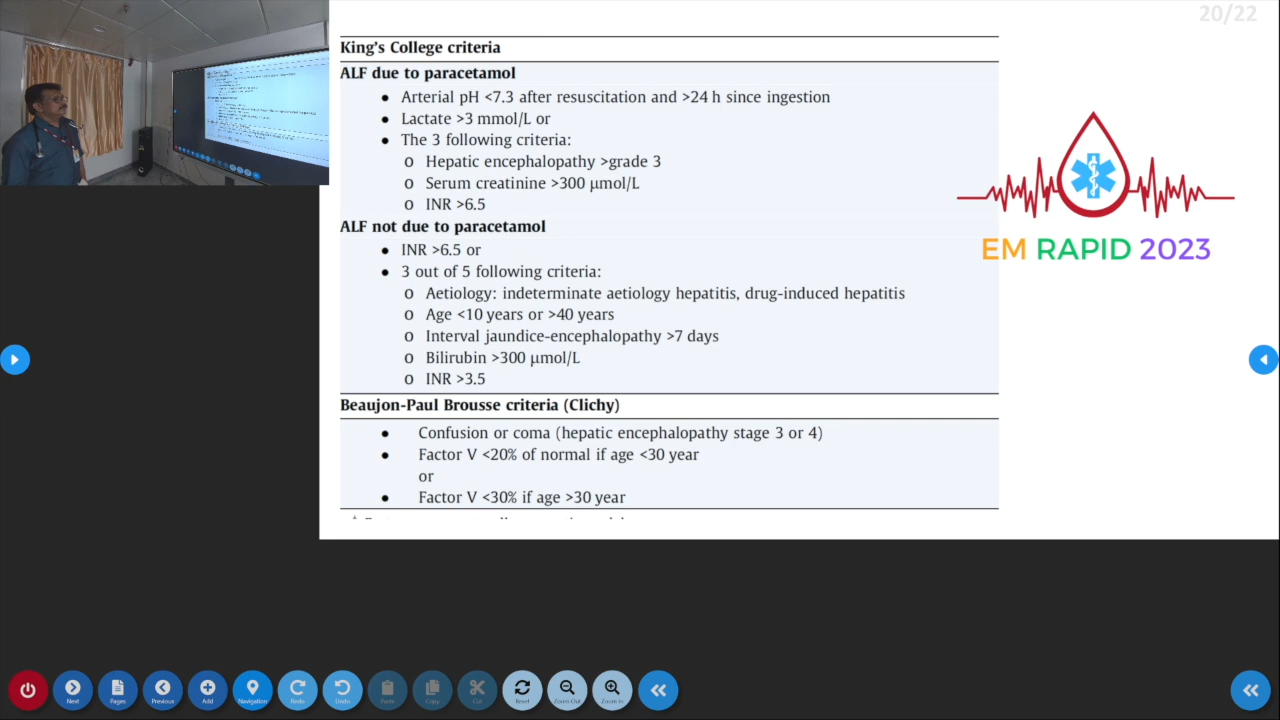 20/22
King's College criteria
ALF due to paracetamol
● Arterial pH <7.3 after resuscitation and >24 h since ingestion
● Lactate >3 mmol/L or
● The 3 following criteria:
o Hepatic encephalopathy >grade 3
o Serum creatinine >300 μmol/L
o INR >6.5
ALF not due to paracetamol
● INR >6.5 or
● 3 out of 5 following criteria:
o Aetiology: indeterminate aetiology hepatitis, drug-induced hepatitis
o Age <10 years or >40 years
o Interval jaundice-encephalopathy >7 days
o Bilirubin >300 μmol/L
o INR >3.5
Beaujon-Paul Brousse criteria (Clichy)
● Confusion or coma (hepatic encephalopathy stage 3 or 4)
● Factor V <20% of normal if age <30 year
or
● Factor V <30% if age >30 year
EM RAPID 2023
Next Pages Previous Add Navigation Redo Undo Paste Copy Cut Reset Zoom Out Zoom In